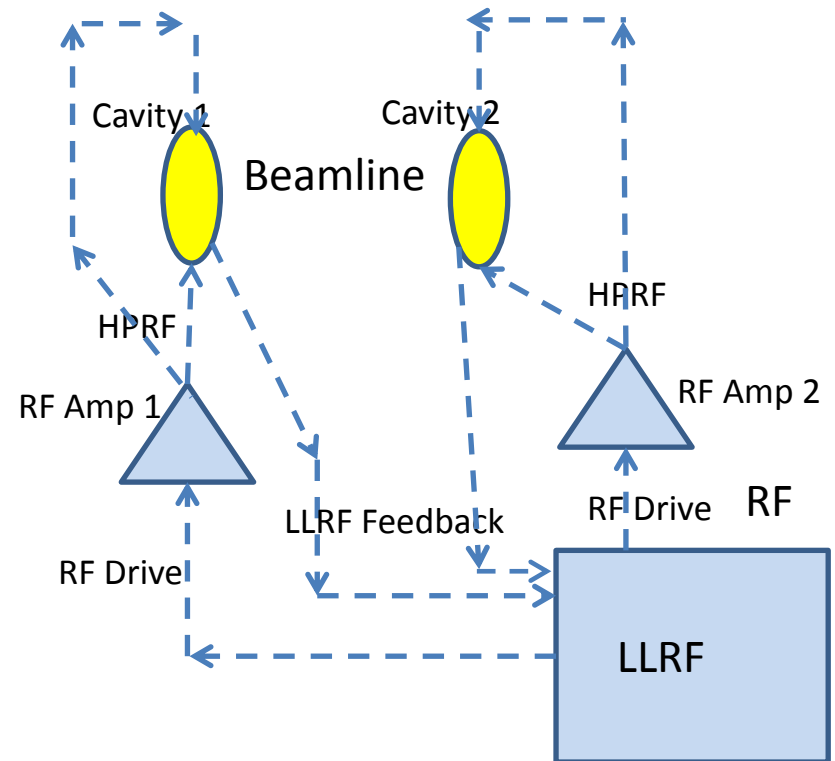 Cavity 1
Cavity 2
Beamline
HPRF
HPRF
RF Amp 1
RF Amp 2
LLRF Feedback
RF Drive
RF
RF Drive
LLRF